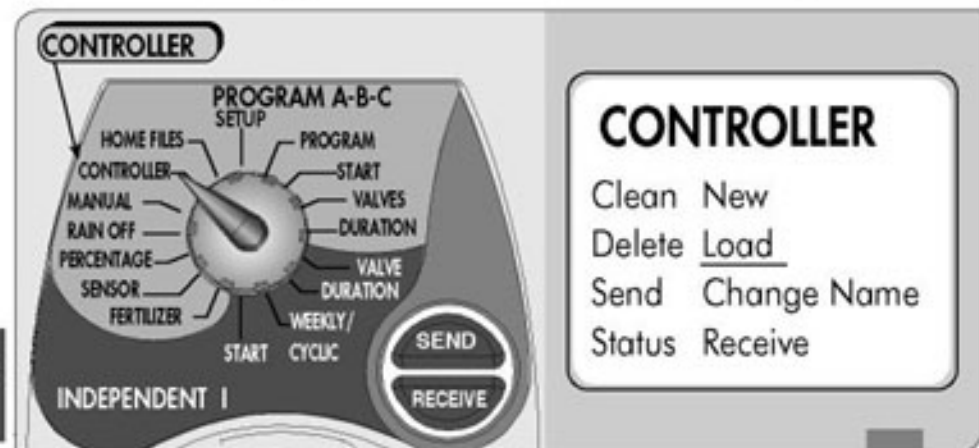 CONTROLLER
PROGRAM A-B-C
SETUP
HOME FILES
PROGRAM
CONTROLLER
START
MANUAL
VALVES
RAIN OFF
DURATION
PERCENTAGE
VALVE
DURATION
SENSOR
FERTILIZER
WEEKLY/
CYCLIC
START
INDEPENDENT I
SEND
RECEIVE
CONTROLLER
Clean New
Delete Load
Send Change Name
Status Receive